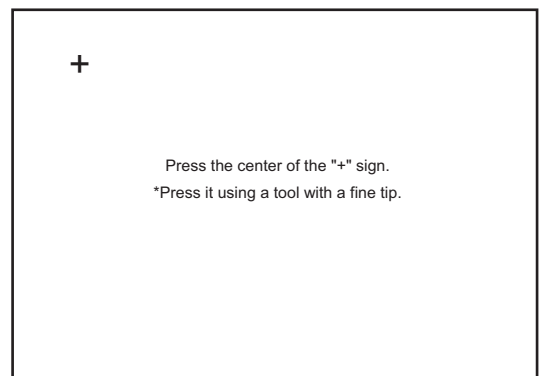 +
Press the center of the "+" sign.
*Press it using a tool with a fine tip.